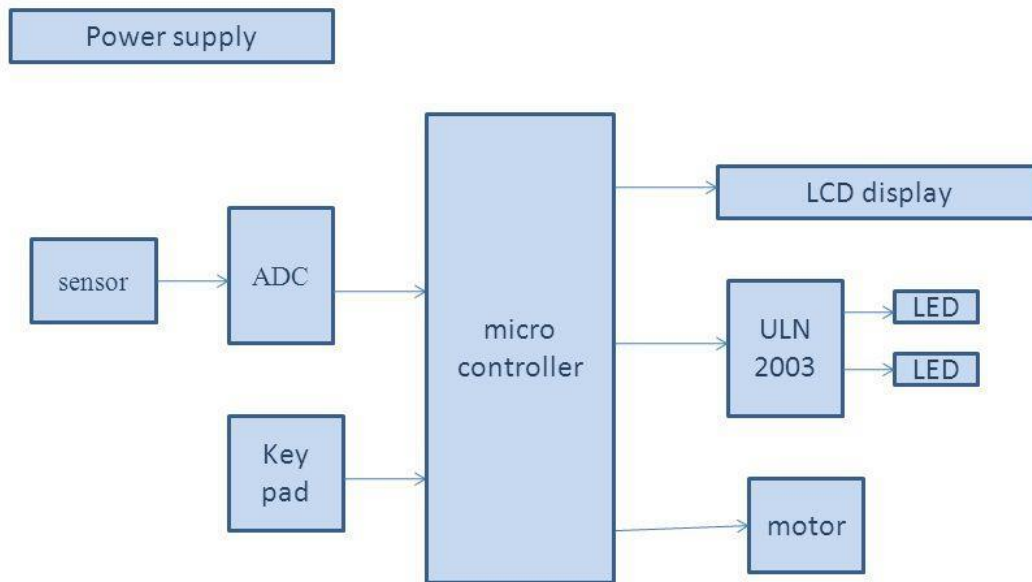 Power supply
LCD display
sensor
ADC
micro
controller
ULN
2003
LED
LED
Key
pad
motor